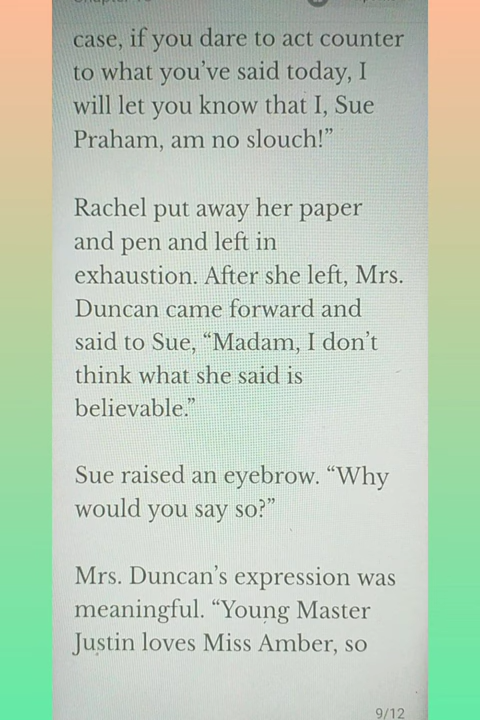 case, if you dare to act counter
to what you’ve said today, I
will let you know that I, Sue
Praham, am no slouch!”
Rachel put away her paper
and pen and left in
exhaustion. After she left, Mrs.
Duncan came forward and
said to Sue, “Madam, I don’t
think what she said is
believable.”
Sue raised an eyebrow. “Why
would you say so?”
Mrs. Duncan’s expression was
meaningful. “Young Master
Justin loves Miss Amber, so
9/12